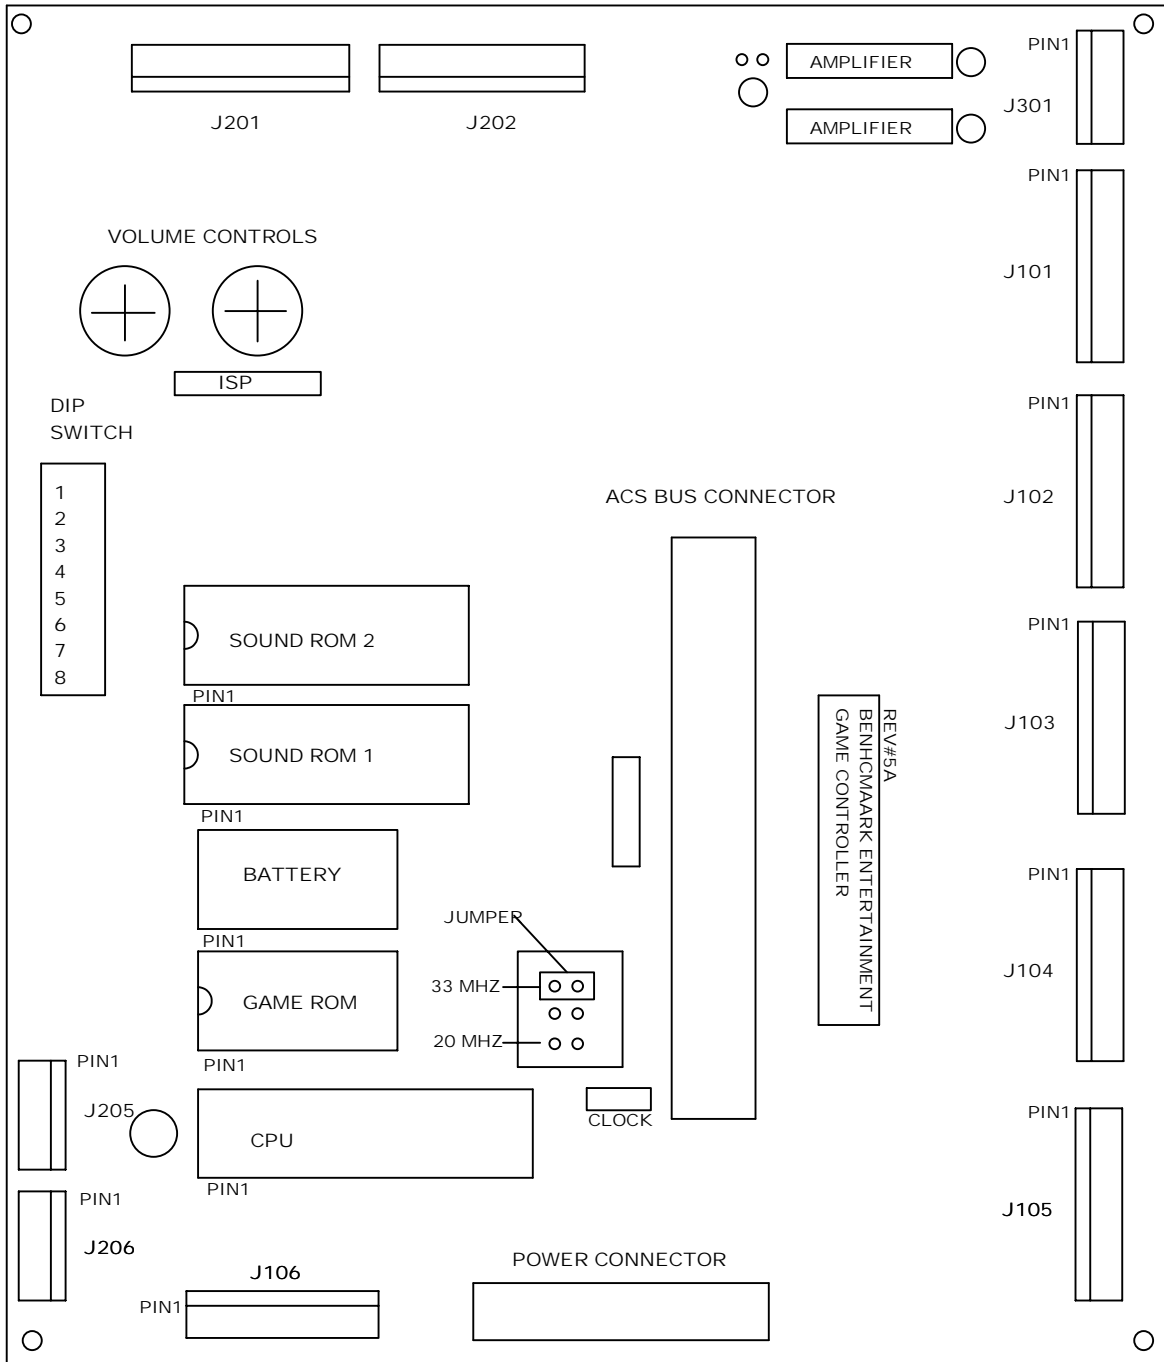 PIN1
AMPLIFIER
J301
J201
J202
AMPLIFIER
PIN1
VOLUME CONTROLS
J101
ISP
DIP
SWITCH
PIN1
1
2
3
4
5
6
7
8
ACS BUS CONNECTOR
J102
SOUND ROM 2
PIN1
PIN1
SOUND ROM 1
PIN1
J103
REV#5A
BENHCMAARK ENTERTAINMENT
GAME CONTROLLER
BATTERY
PIN1
PIN1
JUMPER
33 MHZ
20 MHZ
GAME ROM
PIN1
J104
PIN1
J205
CPU
PIN1
CLOCK
PIN1
J105
PIN1
J206
J106
PIN1
POWER CONNECTOR